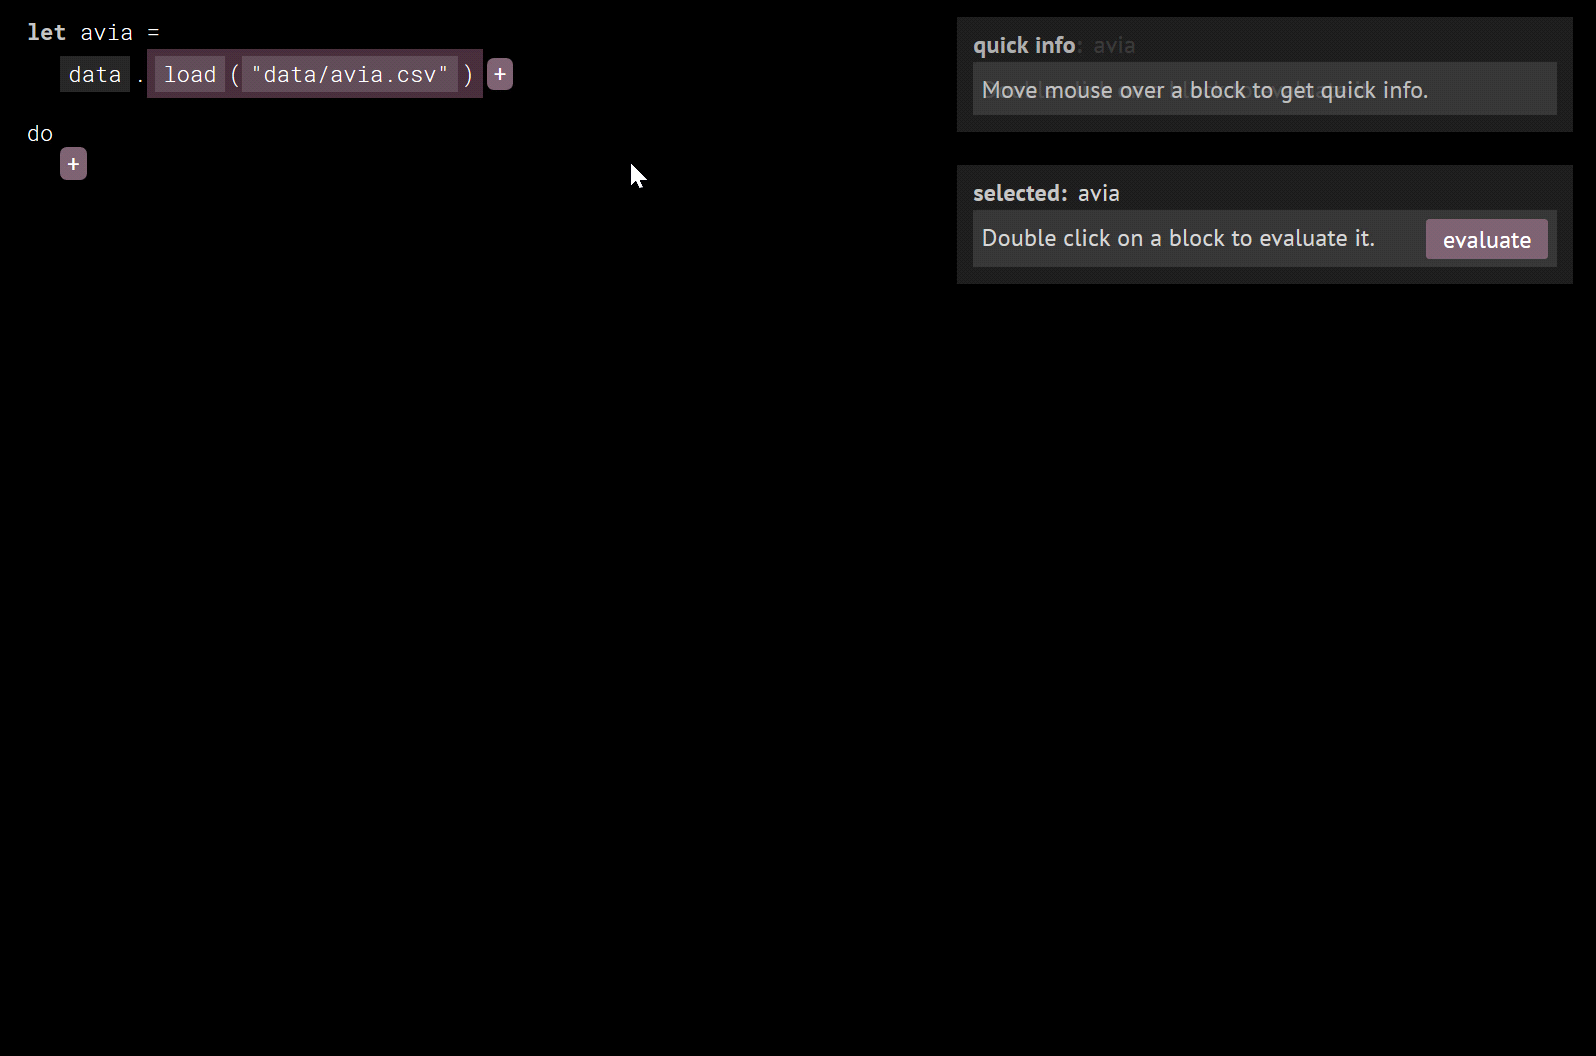 let avia =
data . load ( "data/avia.csv" ) +
do
+
quick info: avia
Move mouse over a block to get quick info.
selected: avia
Double click on a block to evaluate it. evaluate